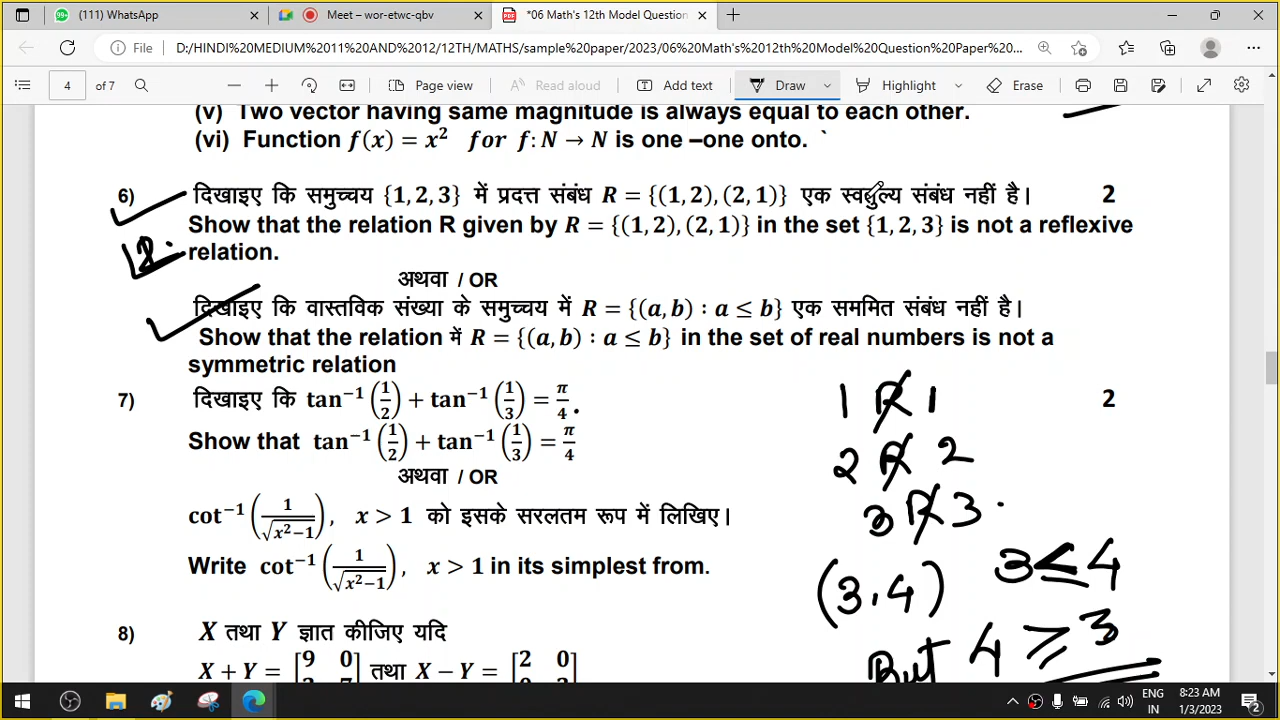 (111) WhatsApp
Meet – wor-etwc-qbv
*06 Math's 12th Model Question
File
D:/HINDI%20MEDIUM%2011%20AND%2012/12TH/MATHS/sample%20paper/2023/06%20Math's%2012th%20Model%20Question%20Paper%20...
4 of 7
Page view
Read aloud
Add text
Draw
Highlight
Erase
(v) Two vector having same magnitude is always equal to each other.
(vi) Function f(x) = x² for f: N → N is one –one onto. `
6) दिखाइए कि समुच्चय {1, 2, 3} में प्रदत्त संबंध R = {(1, 2), (2, 1)} एक स्वतुल्य संबंध नहीं है। 2
Show that the relation R given by R = {(1, 2), (2, 1)} in the set {1, 2, 3} is not a reflexive
relation.
अथवा / OR
दिखाइए कि वास्तविक संख्या के समुच्चय में R = {(a, b) : a ≤ b} एक सममित संबंध नहीं है।
Show that the relation में R = {(a, b) : a ≤ b} in the set of real numbers is not a
symmetric relation
7) दिखाइए कि tan⁻¹(1/2) + tan⁻¹(1/3) = π/4. 2
Show that tan⁻¹(1/2) + tan⁻¹(1/3) = π/4
अथवा / OR
cot⁻¹(1/√(x²−1)), x > 1 को इसके सरलतम रूप में लिखिए।
Write cot⁻¹(1/√(x²−1)), x > 1 in its simplest from.
8) X तथा Y ज्ञात कीजिए यदि
X + Y = [9 0 तथा X − Y = [2 0
1 R 1
2 R 2
3 R 3
(3,4) 3 ≤ 4
But 4 ≥ 3
ENG
IN
8:23 AM
1/3/2023
2